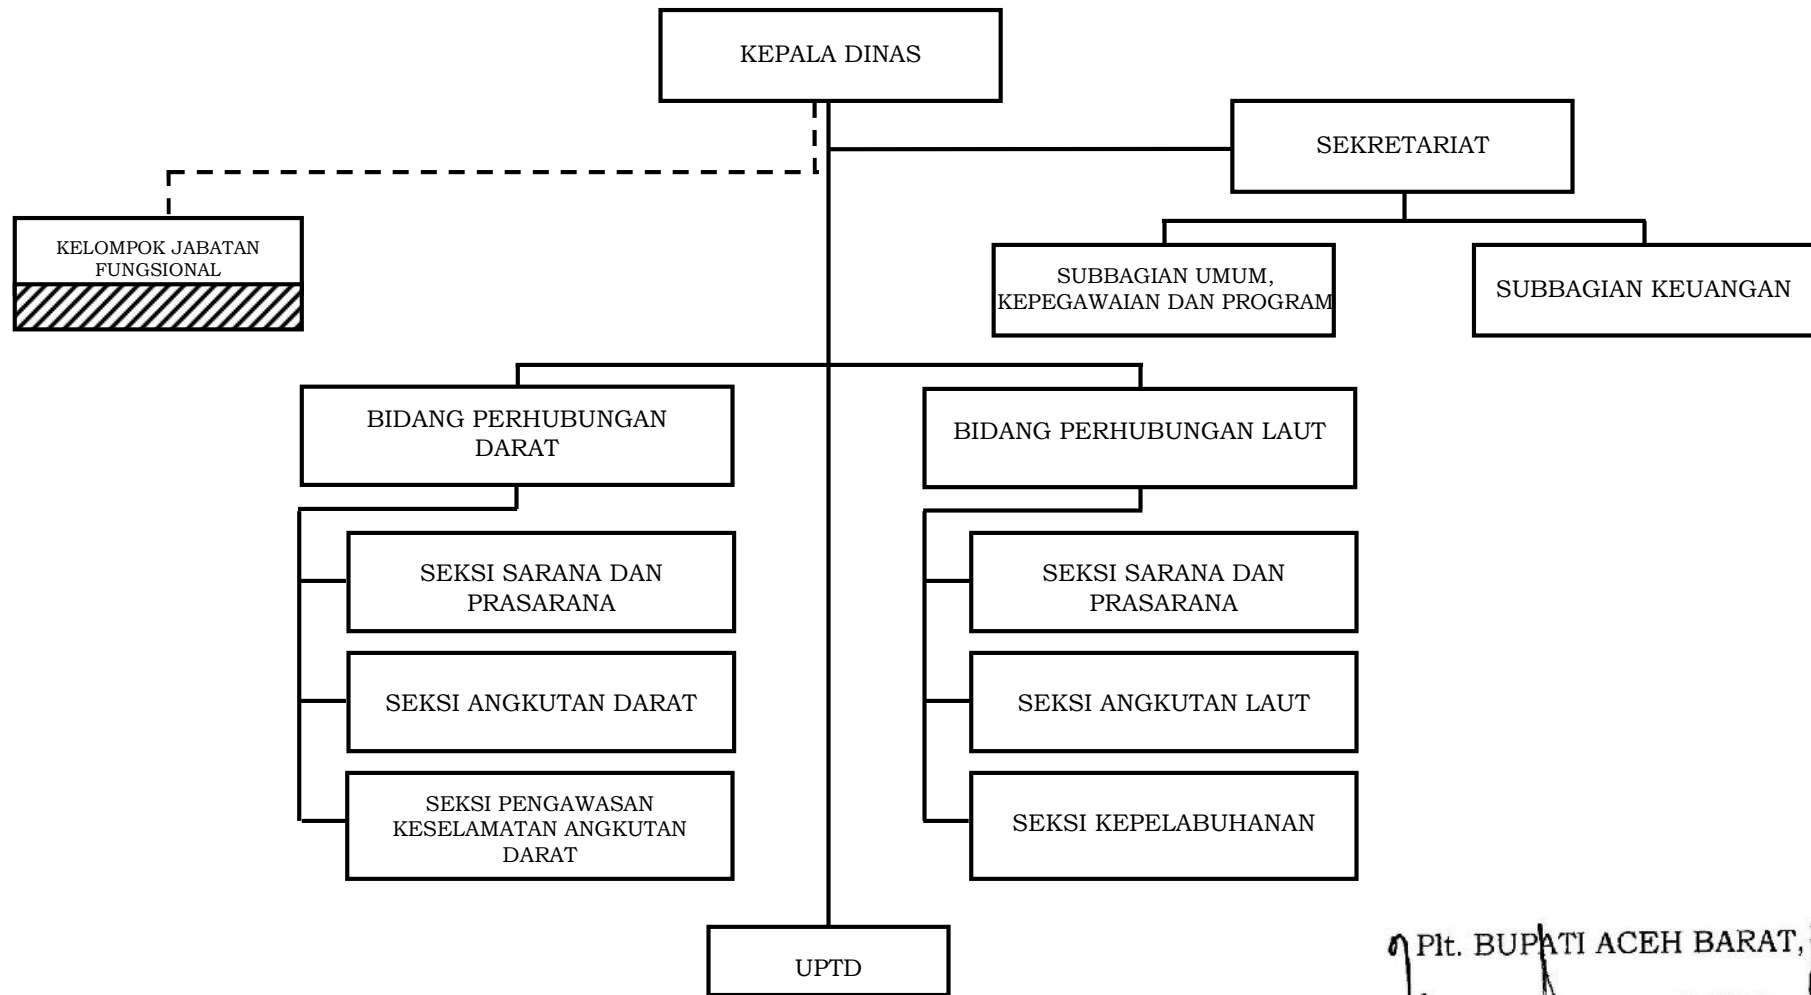 KEPALA DINAS
SEKRETARIAT
KELOMPOK JABATAN
FUNGSIONAL
SUBBAGIAN UMUM,
KEPEGAWAIAN DAN PROGRAM
SUBBAGIAN KEUANGAN
BIDANG PERHUBUNGAN
DARAT
BIDANG PERHUBUNGAN LAUT
SEKSI SARANA DAN
PRASARANA
SEKSI ANGKUTAN DARAT
SEKSI PENGAWASAN
KESELAMATAN ANGKUTAN
DARAT
SEKSI SARANA DAN
PRASARANA
SEKSI ANGKUTAN LAUT
SEKSI KEPELABUHANAN
UPTD
Plt. BUPATI ACEH BARAT,